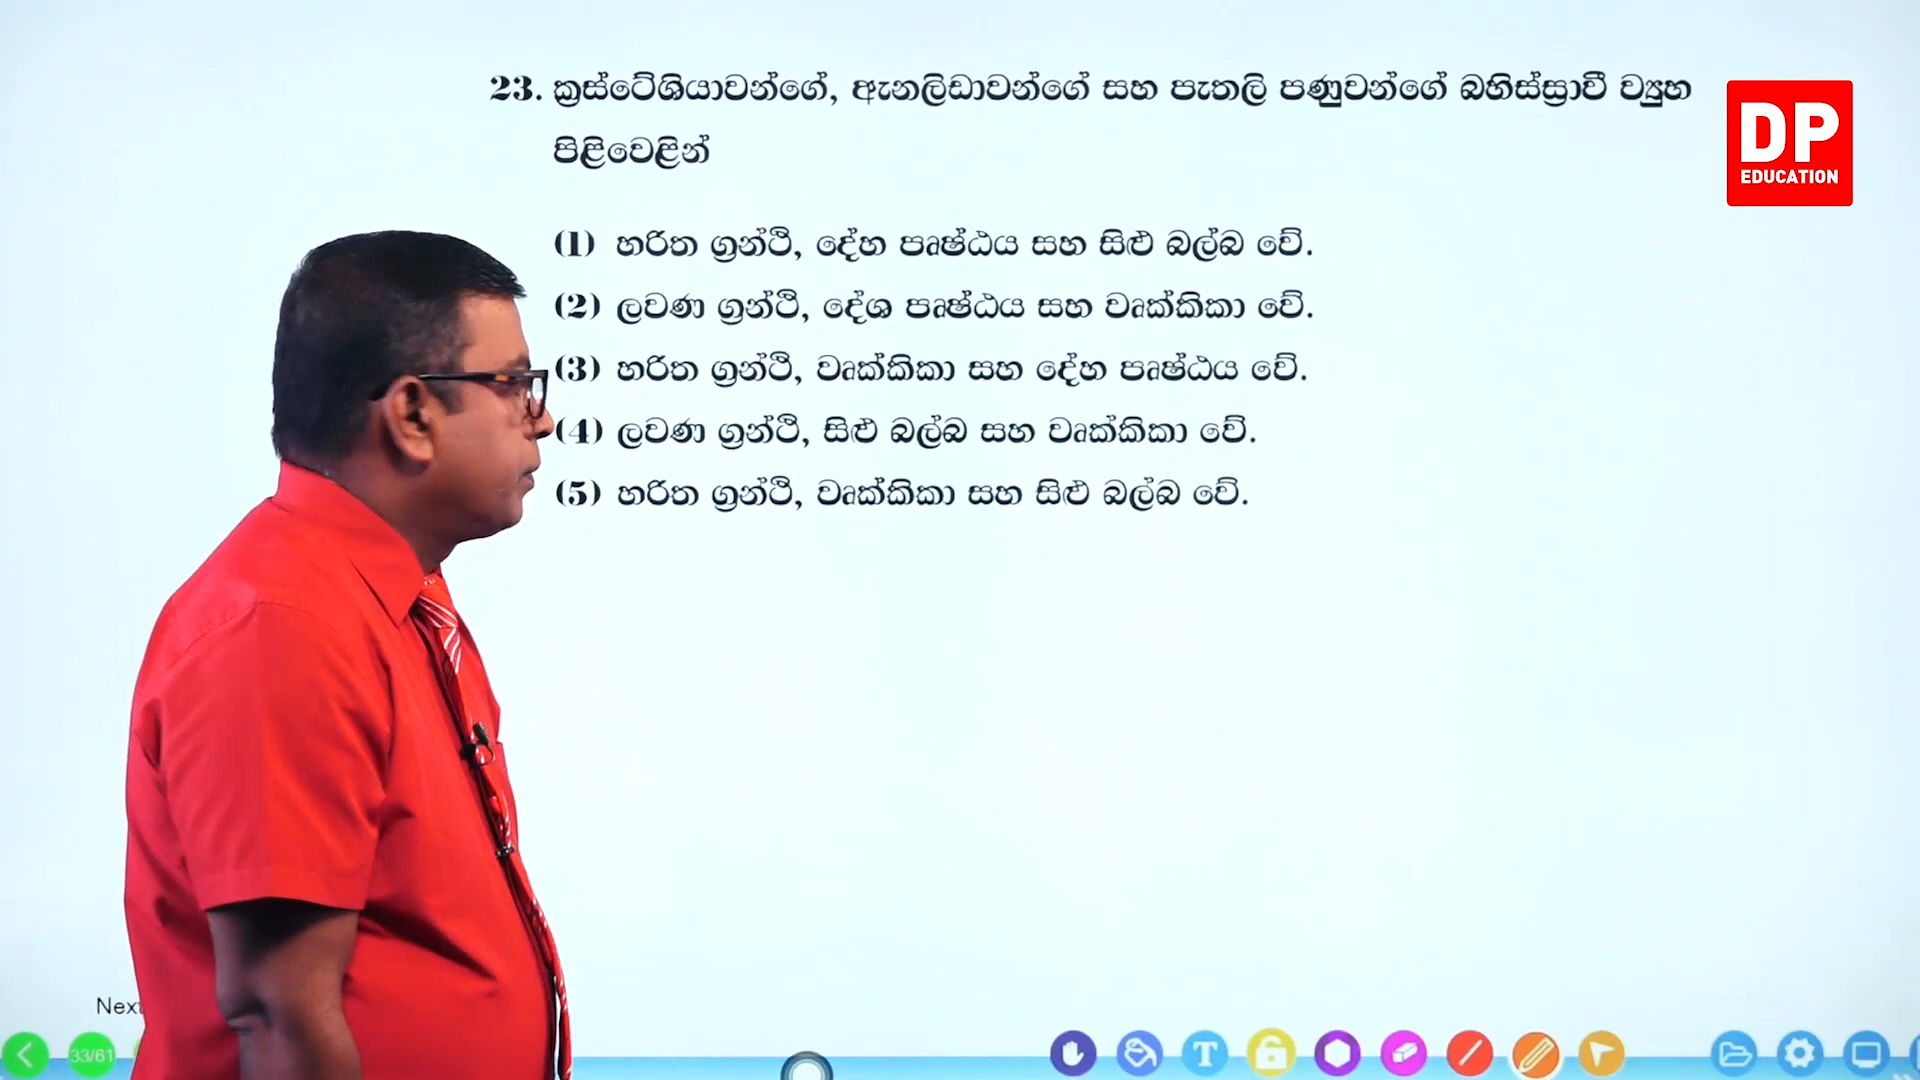 23. ක්‍රස්ටේශියාවන්ගේ, ඇනලිඩාවන්ගේ සහ පැතලි පණුවන්ගේ බහිස්ස්‍රාවී ව්‍යුහ
පිළිවෙළින්
(1) හරිත ග්‍රන්ථි, දේහ පෘෂ්ඨය සහ සිළු බල්බ වේ.
(2) ලවණ ග්‍රන්ථි, දේශ පෘෂ්ඨය සහ වෘක්කිකා වේ.
(3) හරිත ග්‍රන්ථි, වෘක්කිකා සහ දේහ පෘෂ්ඨය වේ.
(4) ලවණ ග්‍රන්ථි, සිළු බල්බ සහ වෘක්කිකා වේ.
(5) හරිත ග්‍රන්ථි, වෘක්කිකා සහ සිළු බල්බ වේ.
DP
EDUCATION
Next
33/61